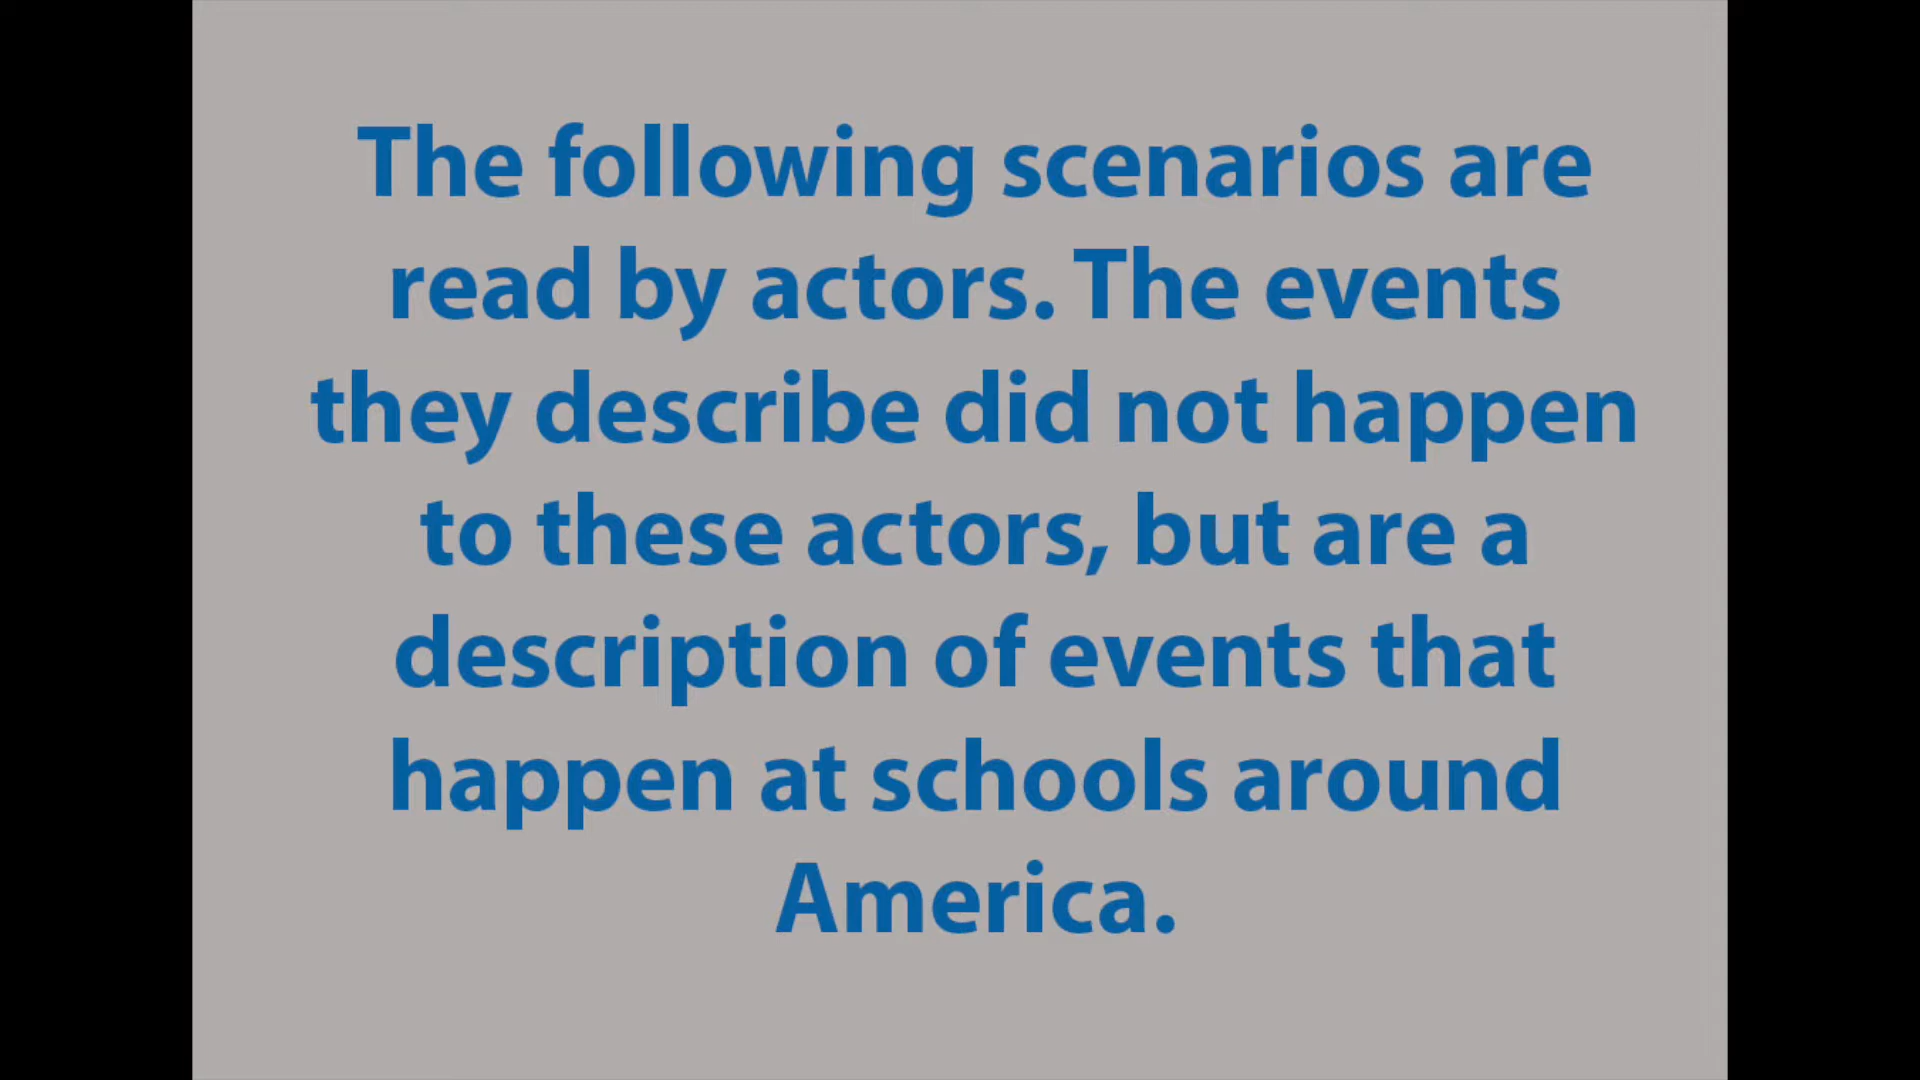 The following scenarios are
read by actors. The events
they describe did not happen
to these actors, but are a
description of events that
happen at schools around
America.